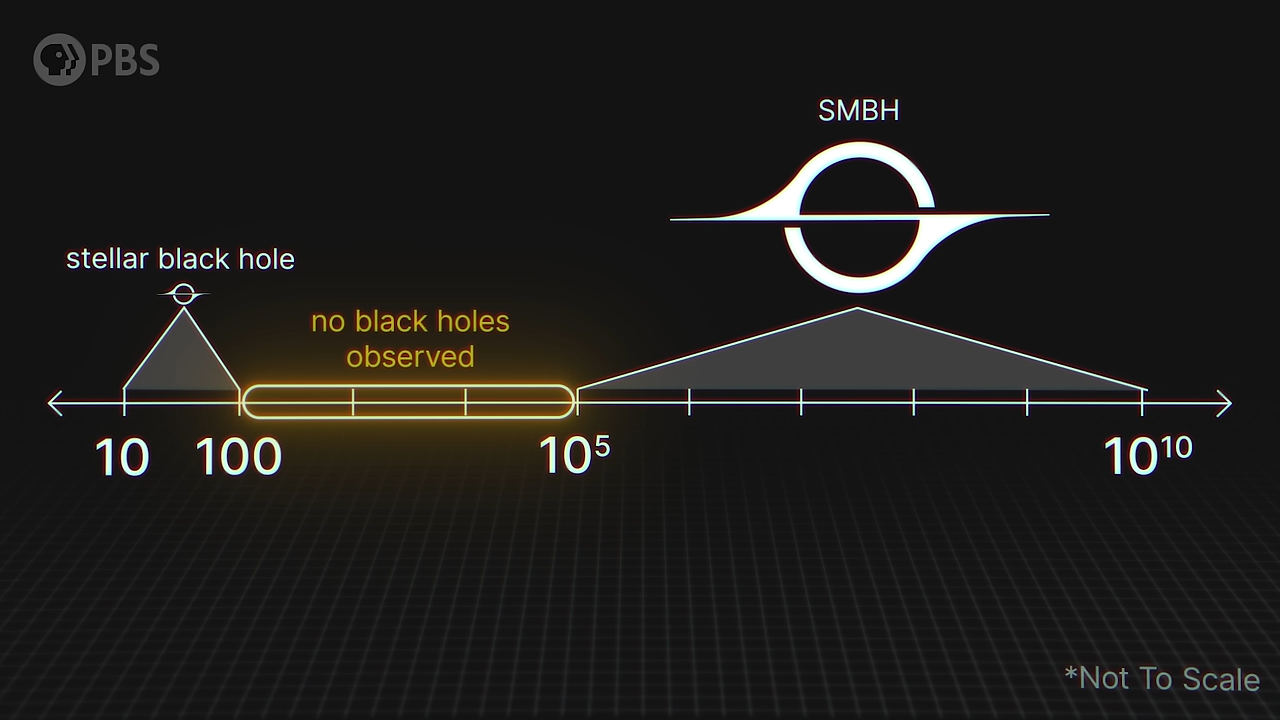 PBS
SMBH
stellar black hole
no black holes
observed
10
100
10⁵
10¹⁰
*Not To Scale